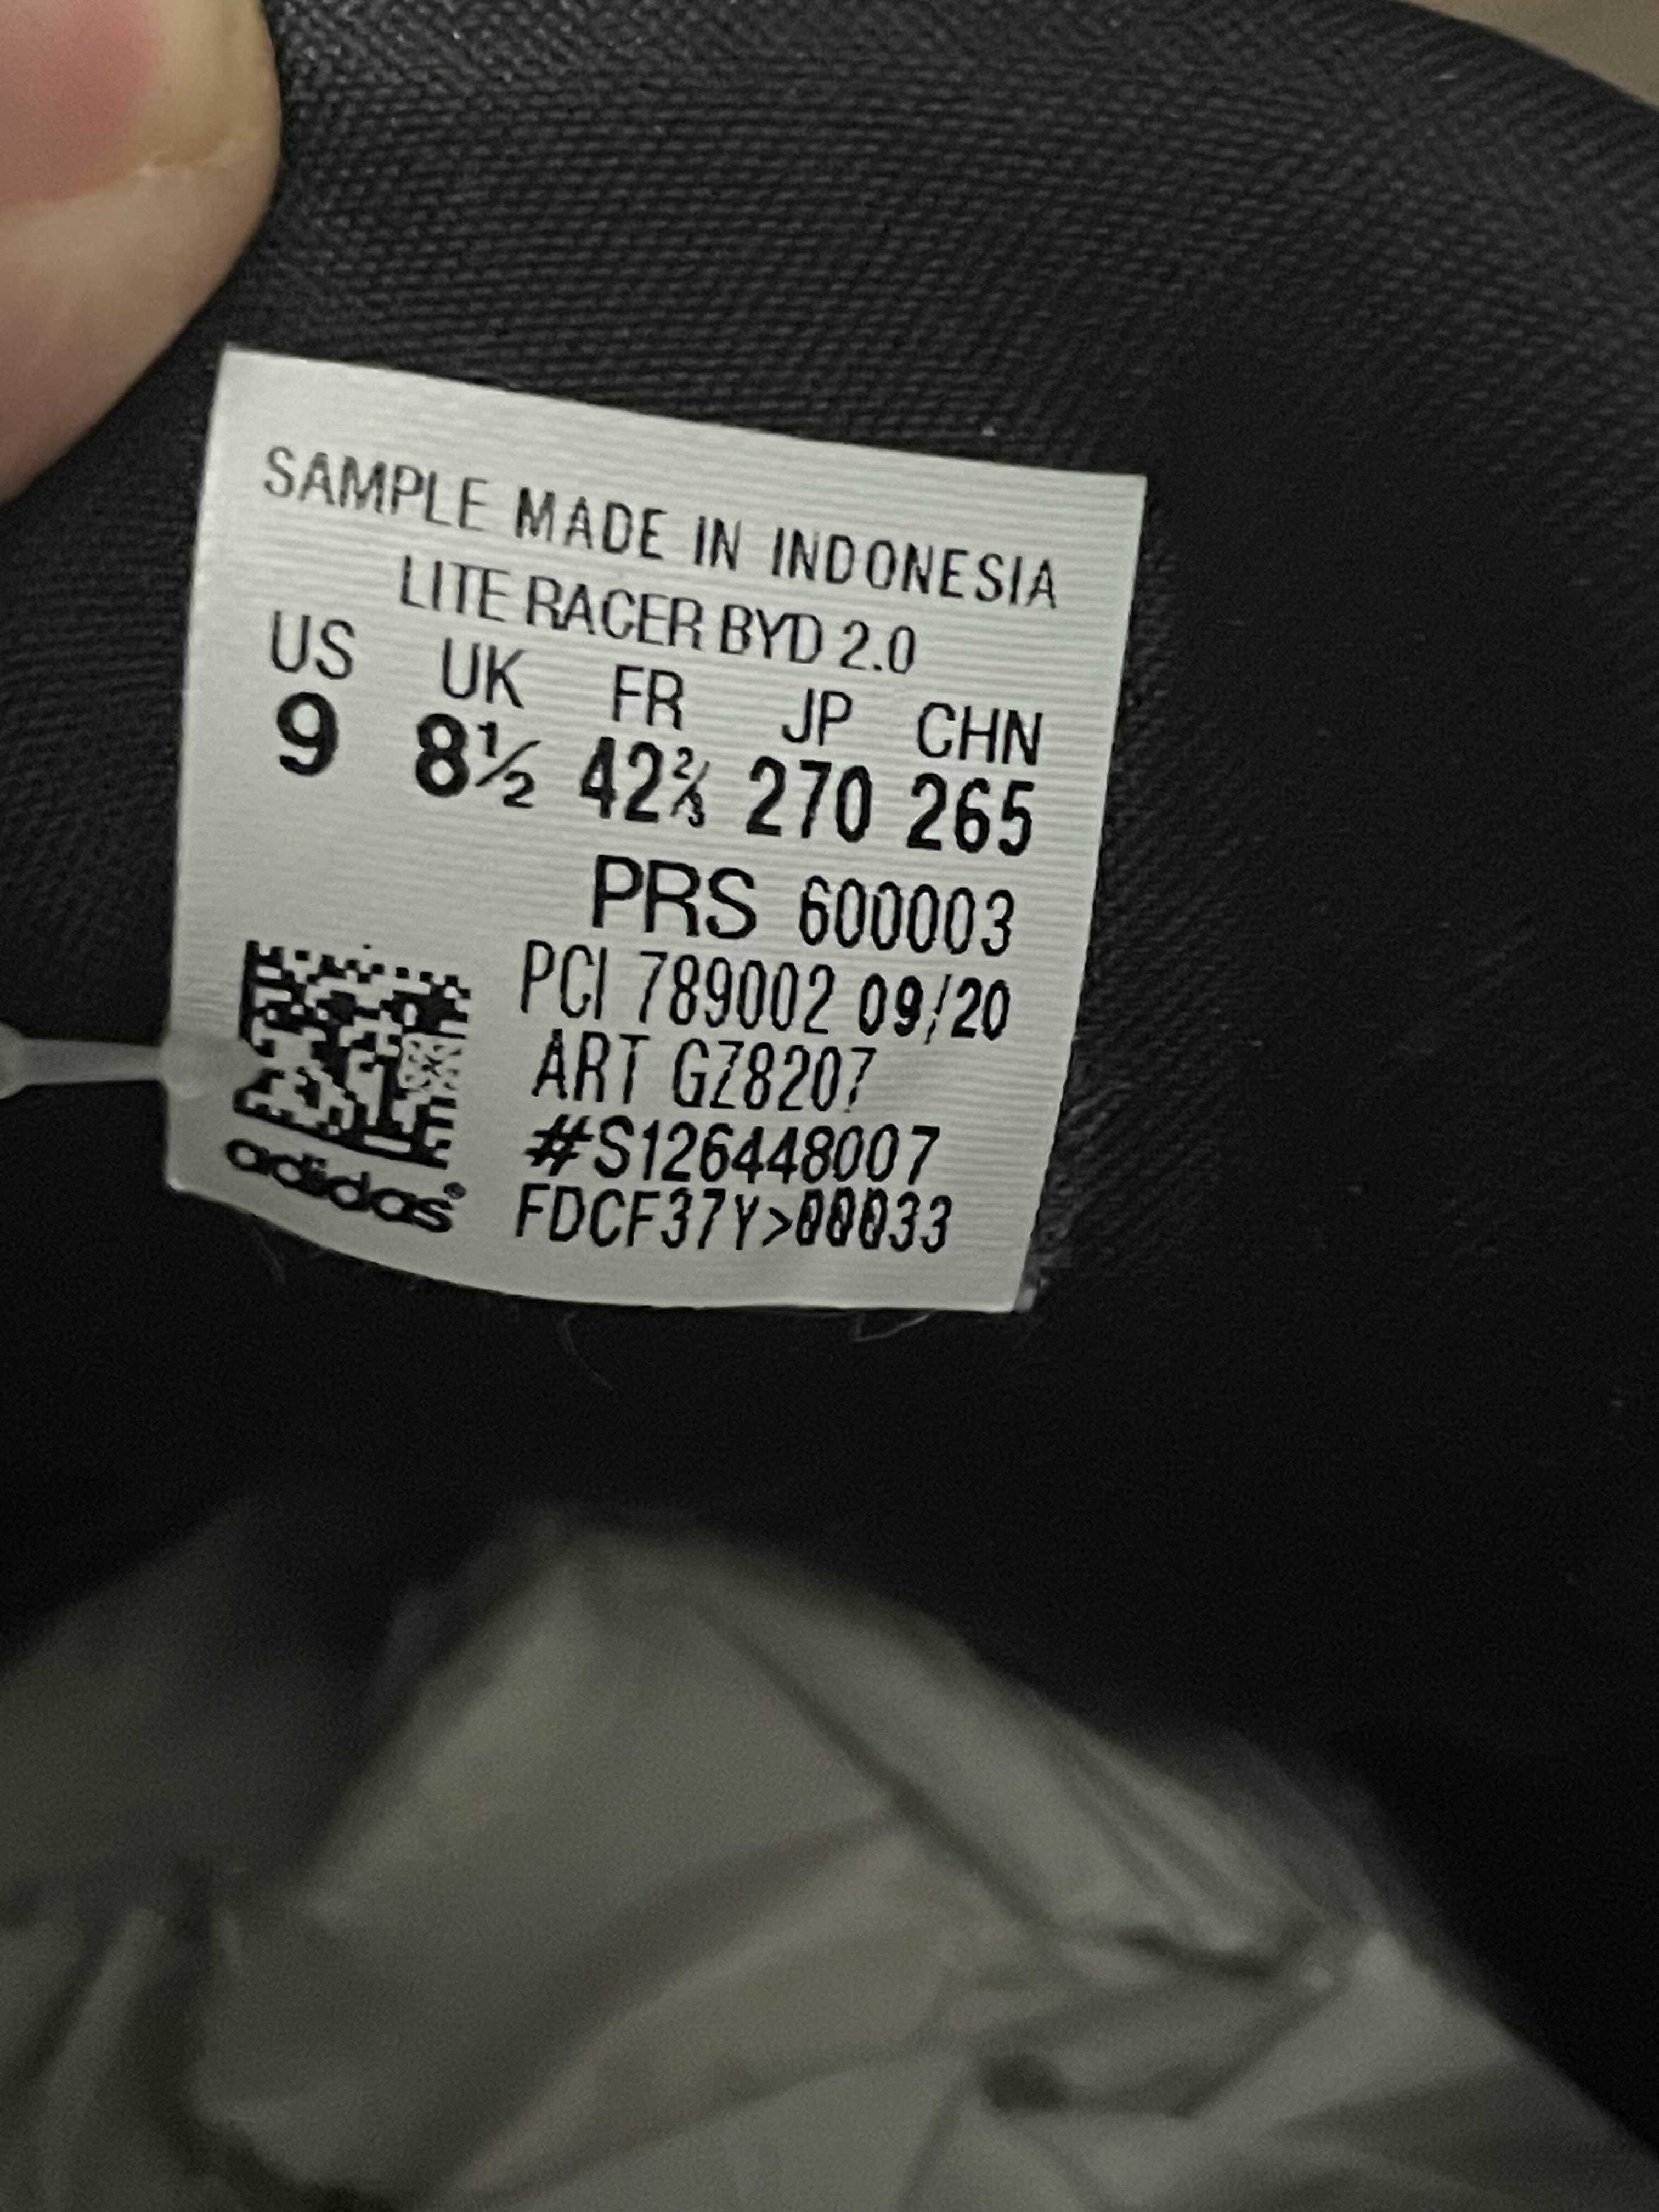 SAMPLE MADE IN INDONESIA
LITE RACER BYD 2.0
US UK FR JP CHN
9 8½ 42⅔ 270 265
PRS 600003
PCI 789002 09/20
ART GZ8207
#S126448007
FDCF37Y>00033
adidas®